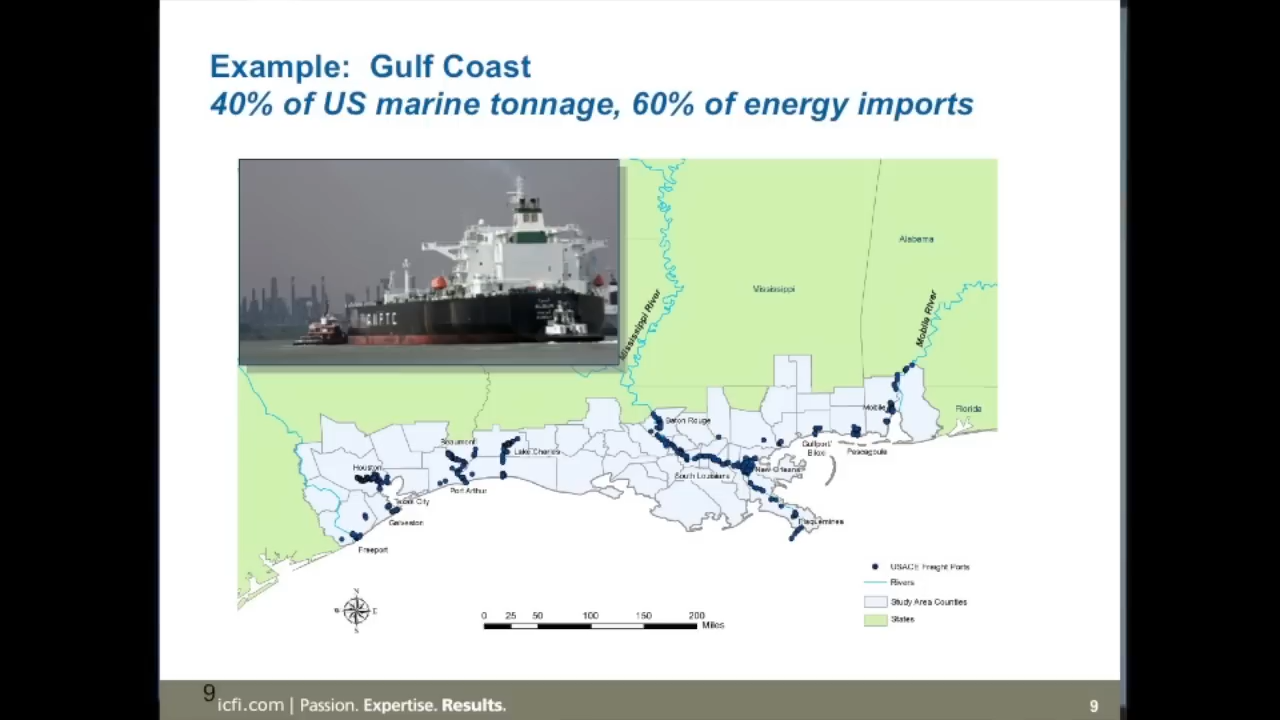 Example: Gulf Coast
40% of US marine tonnage, 60% of energy imports
Alabama
Mississippi
Mississippi River
Mobile River
Mobile
Florida
Baton Rouge
Beaumont
Lake Charles
Gulfport/
Biloxi
Pascagoula
Houston
New Orleans
South Louisiana
Port Arthur
Texas City
Galveston
Plaquemines
Freeport
USACE Freight Ports
Rivers
Study Area Counties
States
N
E
S
0 25 50 100 150 200
Miles
9
icfi.com | Passion. Expertise. Results.
9